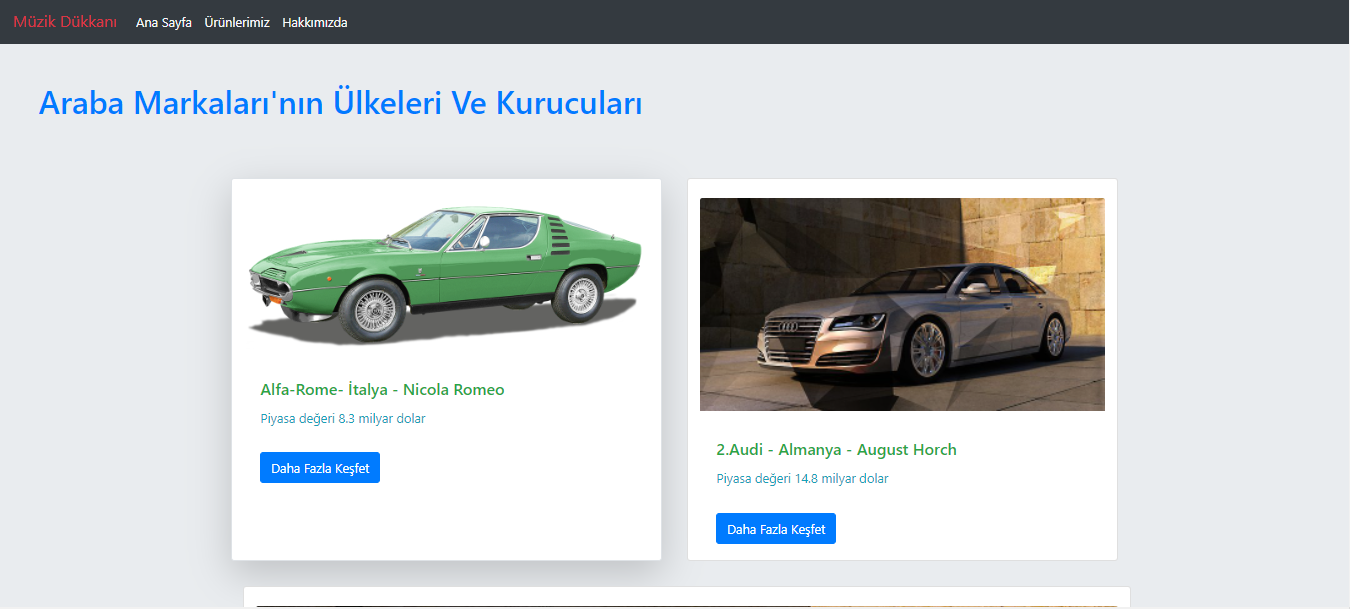 Müzik Dükkanı Ana Sayfa Ürünlerimiz Hakkımızda
Araba Markaları'nın Ülkeleri Ve Kurucuları
Alfa-Rome- İtalya - Nicola Romeo
Piyasa değeri 8.3 milyar dolar
Daha Fazla Keşfet
2.Audi - Almanya - August Horch
Piyasa değeri 14.8 milyar dolar
Daha Fazla Keşfet